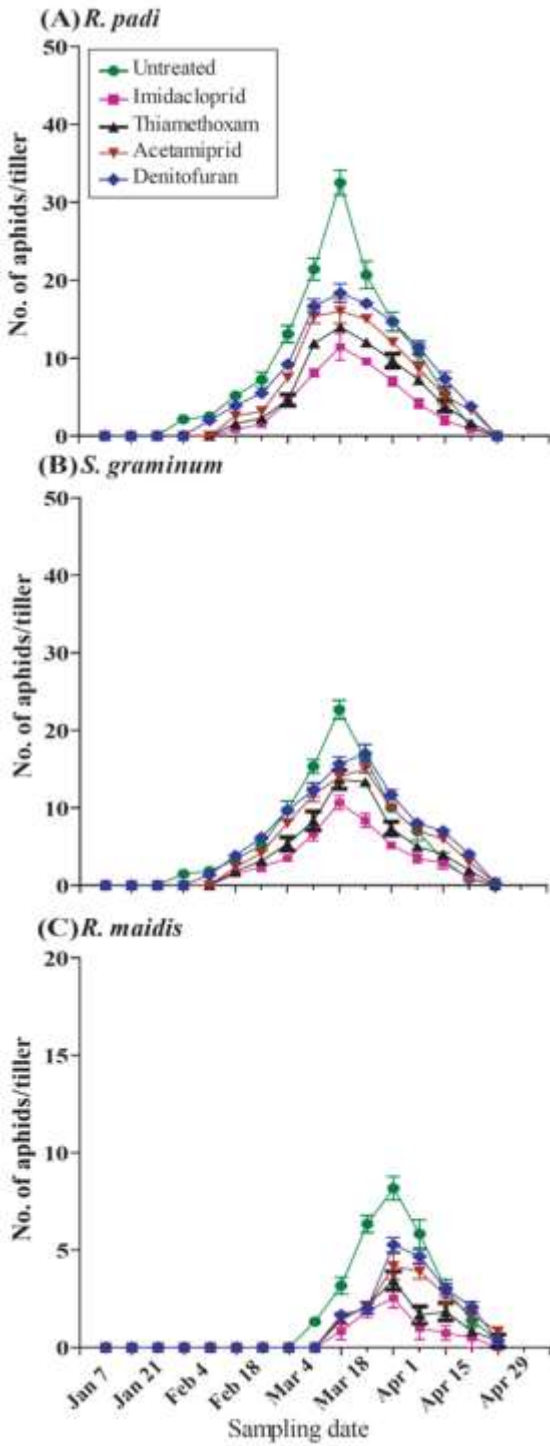 (A) R. padi
50
40
30
20
10
0
No. of aphids/tiller
Untreated
Imidacloprid
Thiamethoxam
Acetamiprid
Denitofuran
(B) S. graminum
50
40
30
20
10
0
No. of aphids/tiller
(C) R. maidis
20
15
10
5
0
No. of aphids/tiller
Jan 7
Jan 21
Feb 4
Feb 18
Mar 4
Mar 18
Apr 1
Apr 15
Apr 29
Sampling date